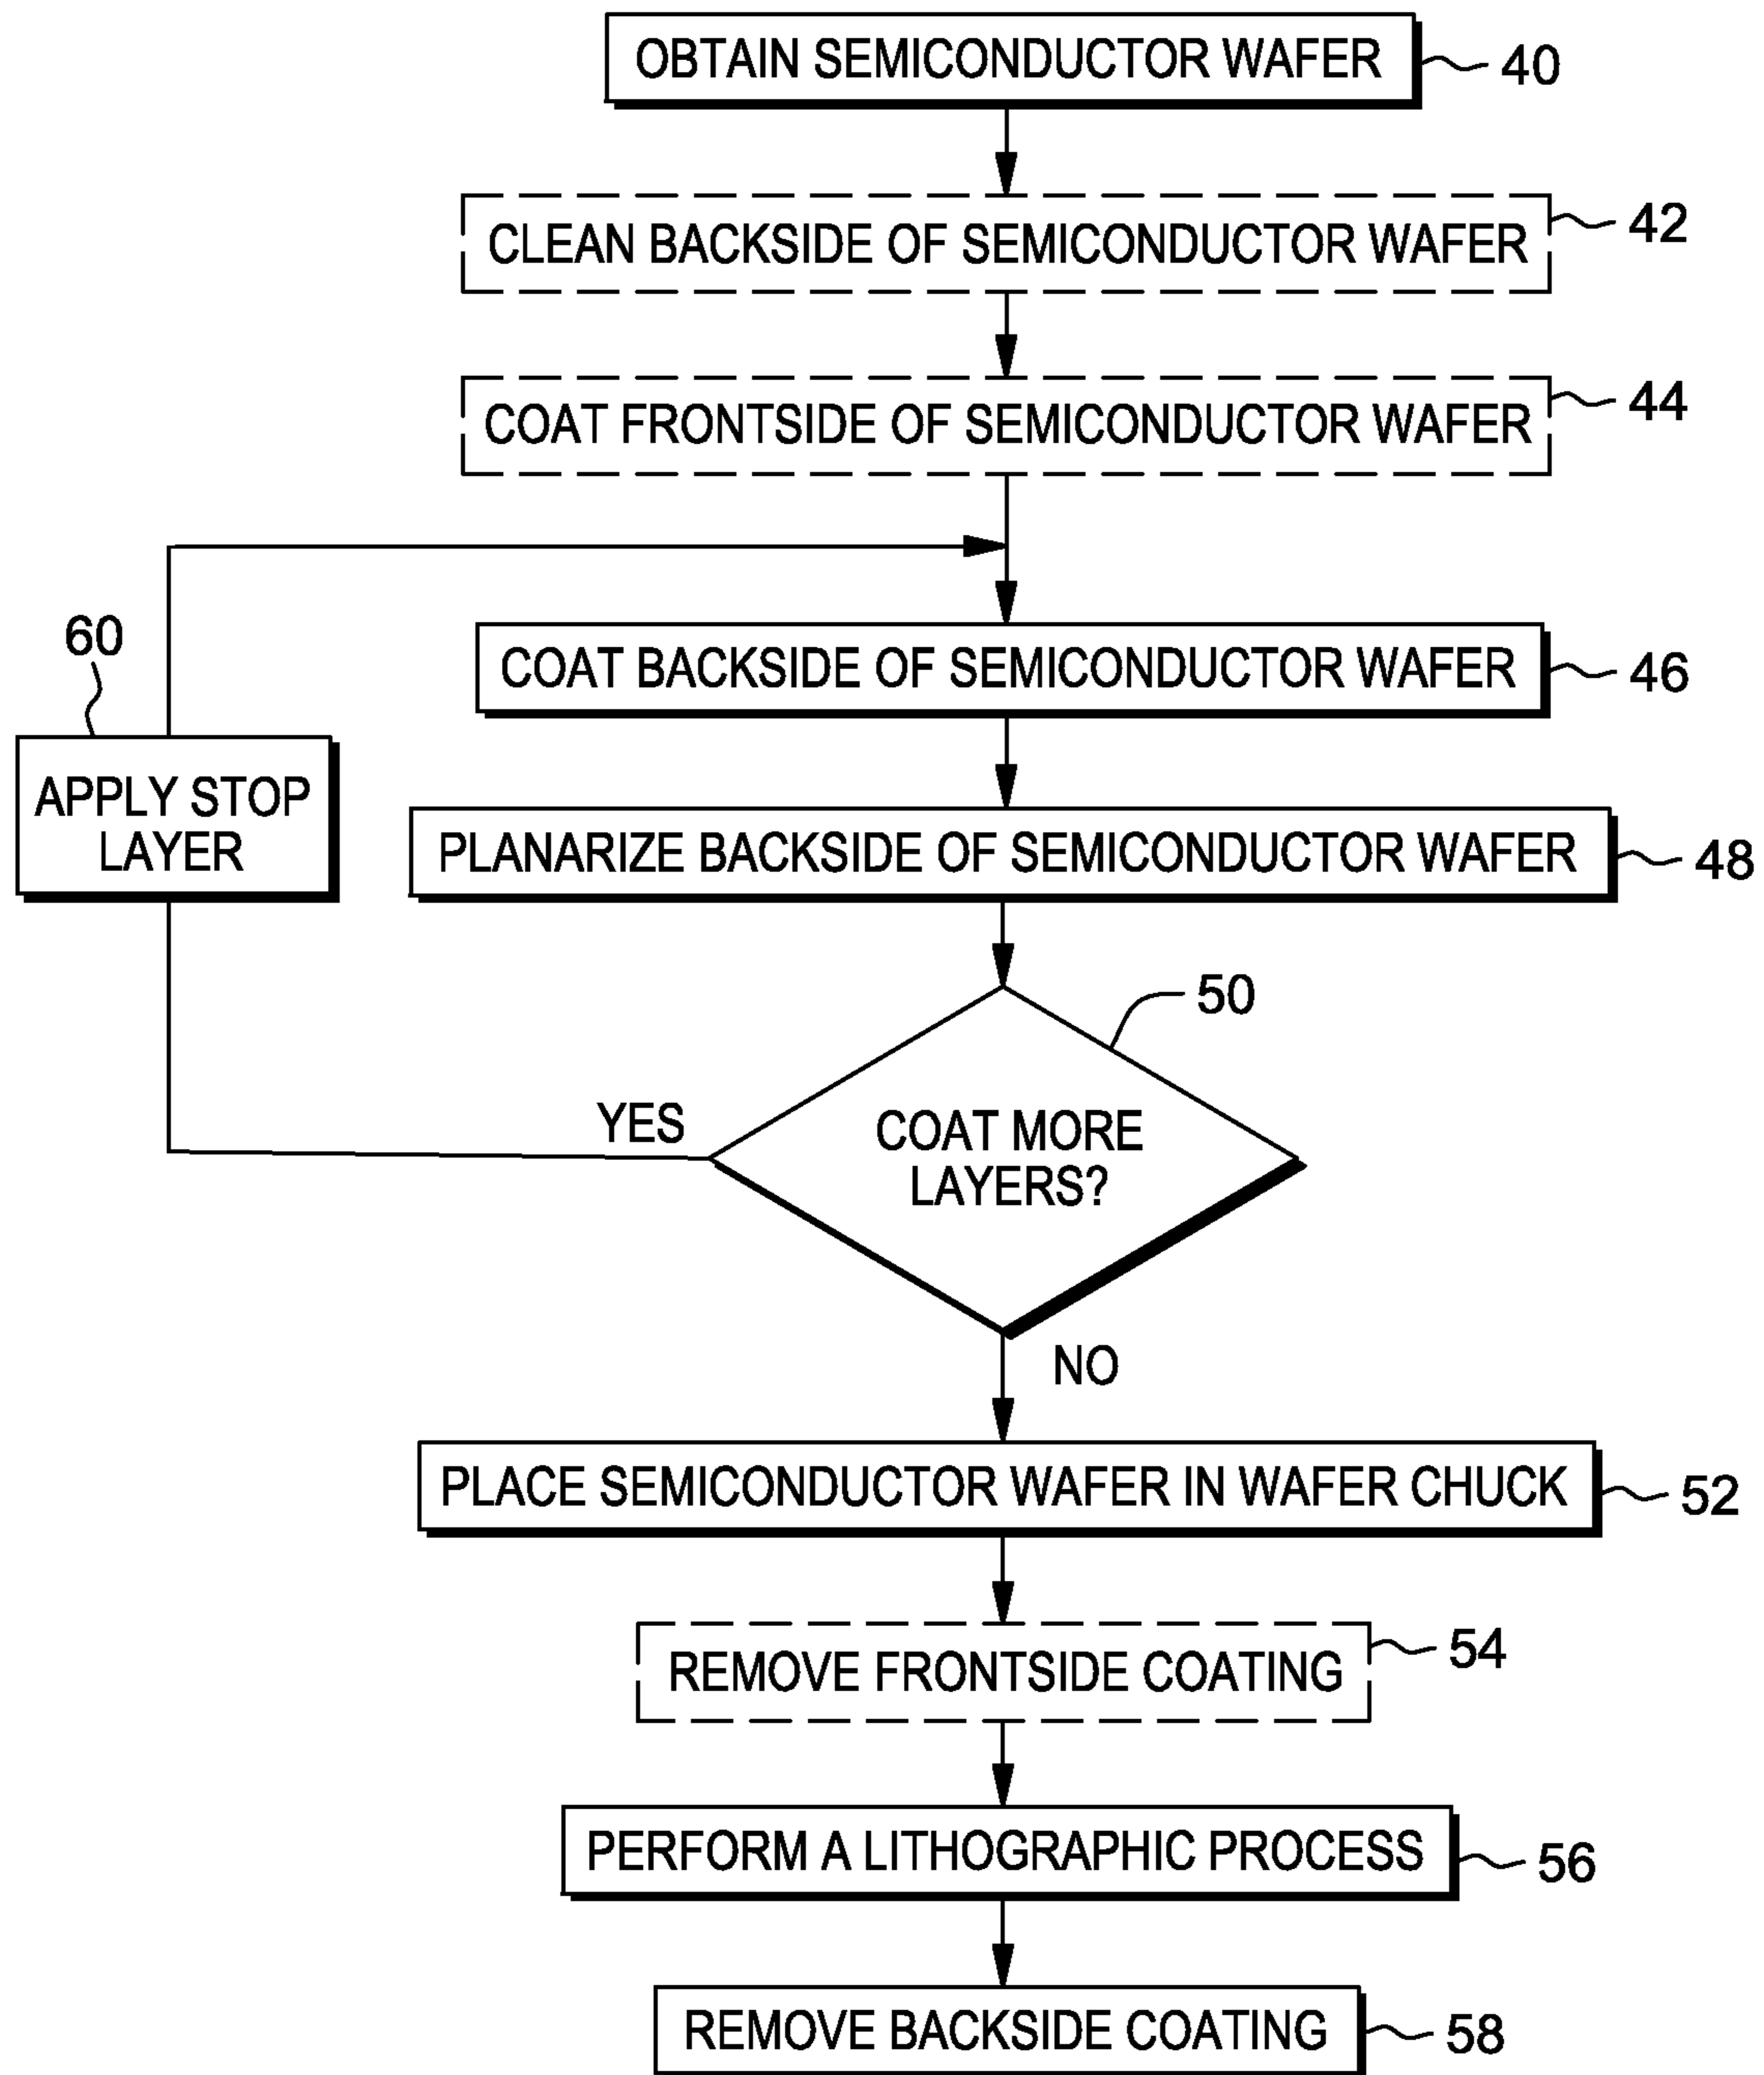 OBTAIN SEMICONDUCTOR WAFER
40
CLEAN BACKSIDE OF SEMICONDUCTOR WAFER
42
COAT FRONTSIDE OF SEMICONDUCTOR WAFER
44
60
COAT BACKSIDE OF SEMICONDUCTOR WAFER
46
APPLY STOP
LAYER
PLANARIZE BACKSIDE OF SEMICONDUCTOR WAFER
48
50
YES
COAT MORE
LAYERS?
NO
PLACE SEMICONDUCTOR WAFER IN WAFER CHUCK
52
REMOVE FRONTSIDE COATING
54
PERFORM A LITHOGRAPHIC PROCESS
56
REMOVE BACKSIDE COATING
58